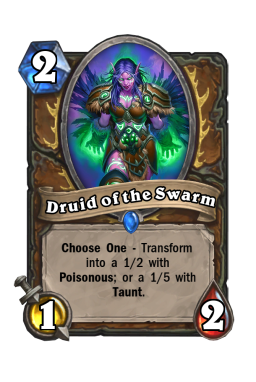 2
Druid of the Swarm
Choose One - Transform
into a 1/2 with
Poisonous; or a 1/5 with
Taunt.
1
2